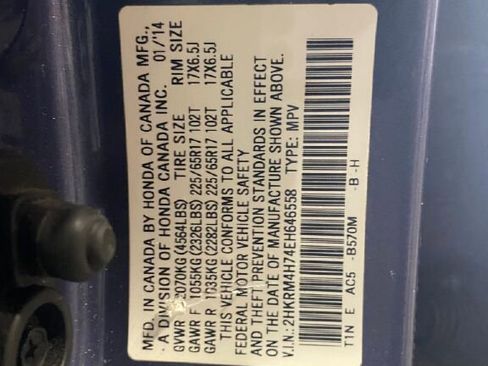 MFD. IN CANADA BY HONDA OF CANADA MFG.,
A DIVISION OF HONDA CANADA INC. 01/'14
GVWR 2070KG(4564LBS) TIRE SIZE RIM SIZE
GAWR F 1055KG(2326LBS) 225/65R17 102T 17X6.5J
GAWR R 1035KG(2282LBS) 225/65R17 102T 17X6.5J
THIS VEHICLE CONFORMS TO ALL APPLICABLE
FEDERAL MOTOR VEHICLE SAFETY
AND THEFT PREVENTION STANDARDS IN EFFECT
ON THE DATE OF MANUFACTURE SHOWN ABOVE.
V.I.N.: 2HKRM4H74EH646558 TYPE: MPV
T1N E AC5 -B570M -B -H